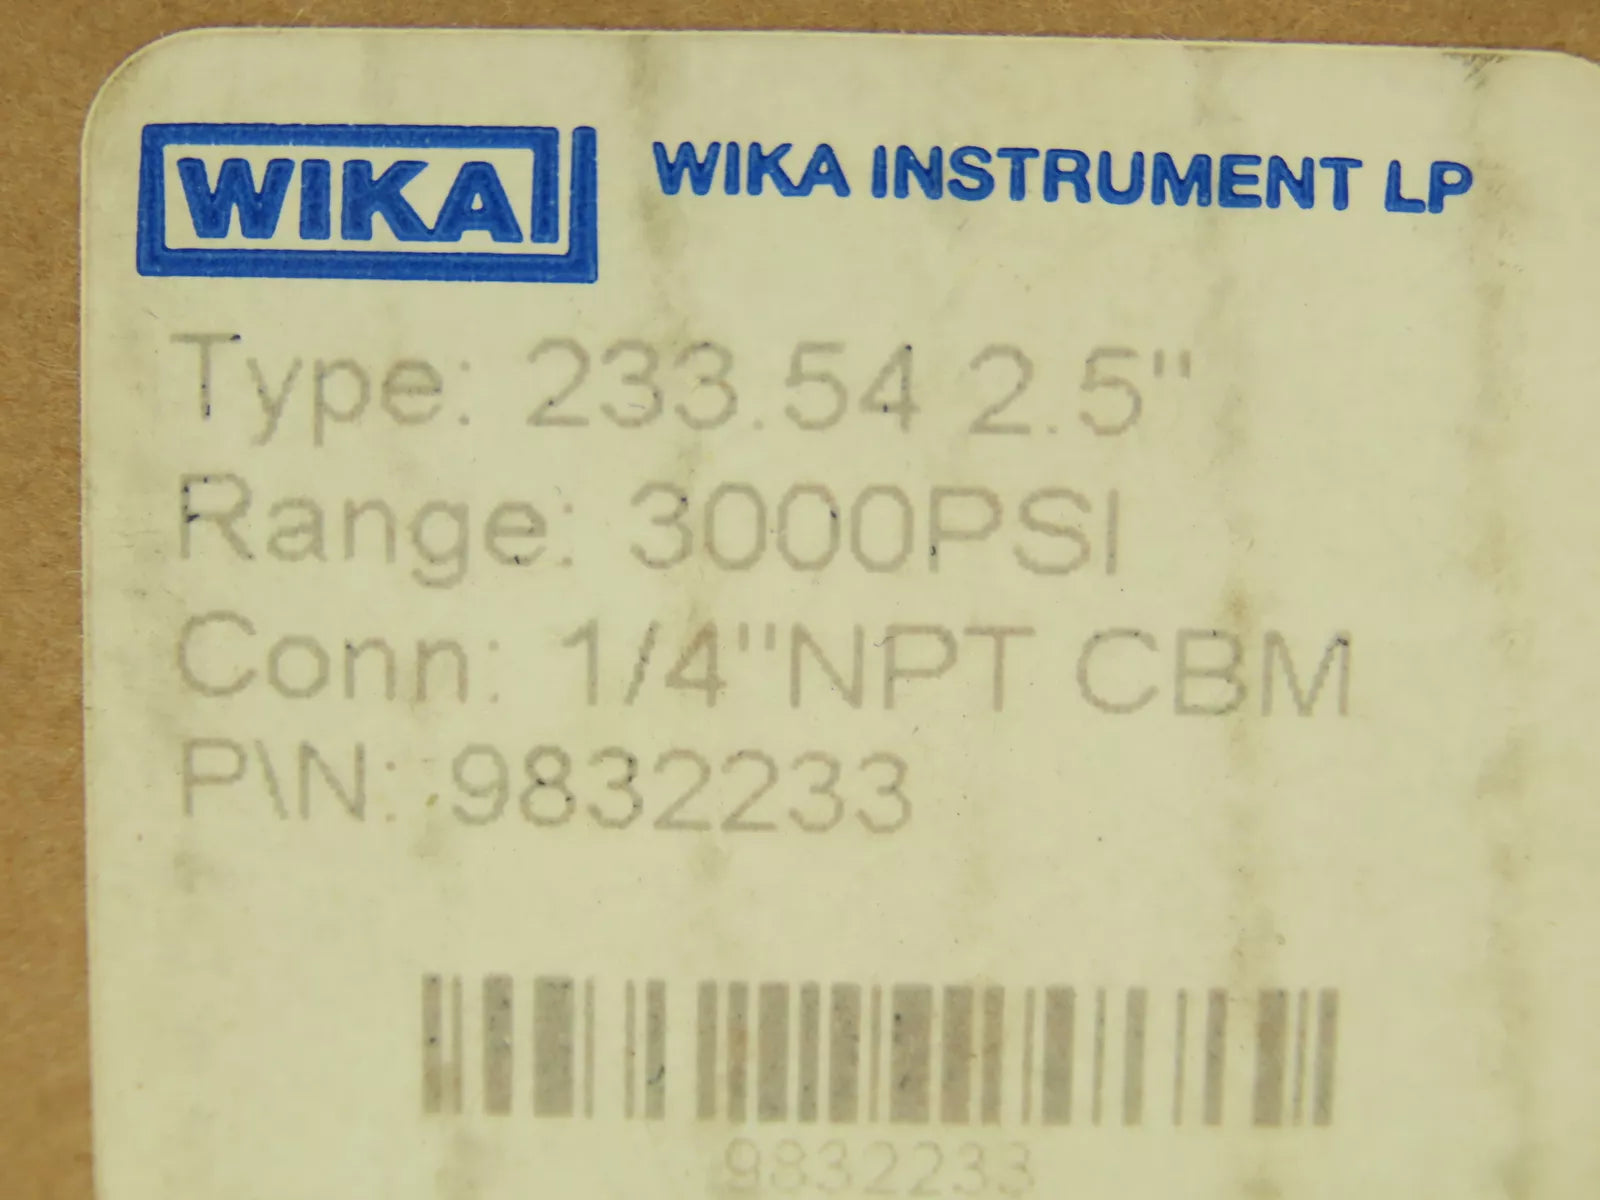 WIKA WIKA INSTRUMENT LP
Type: 233.54 2.5"
Range: 3000PSI
Conn: 1/4"NPT CBM
P\N: 9832233
9832233